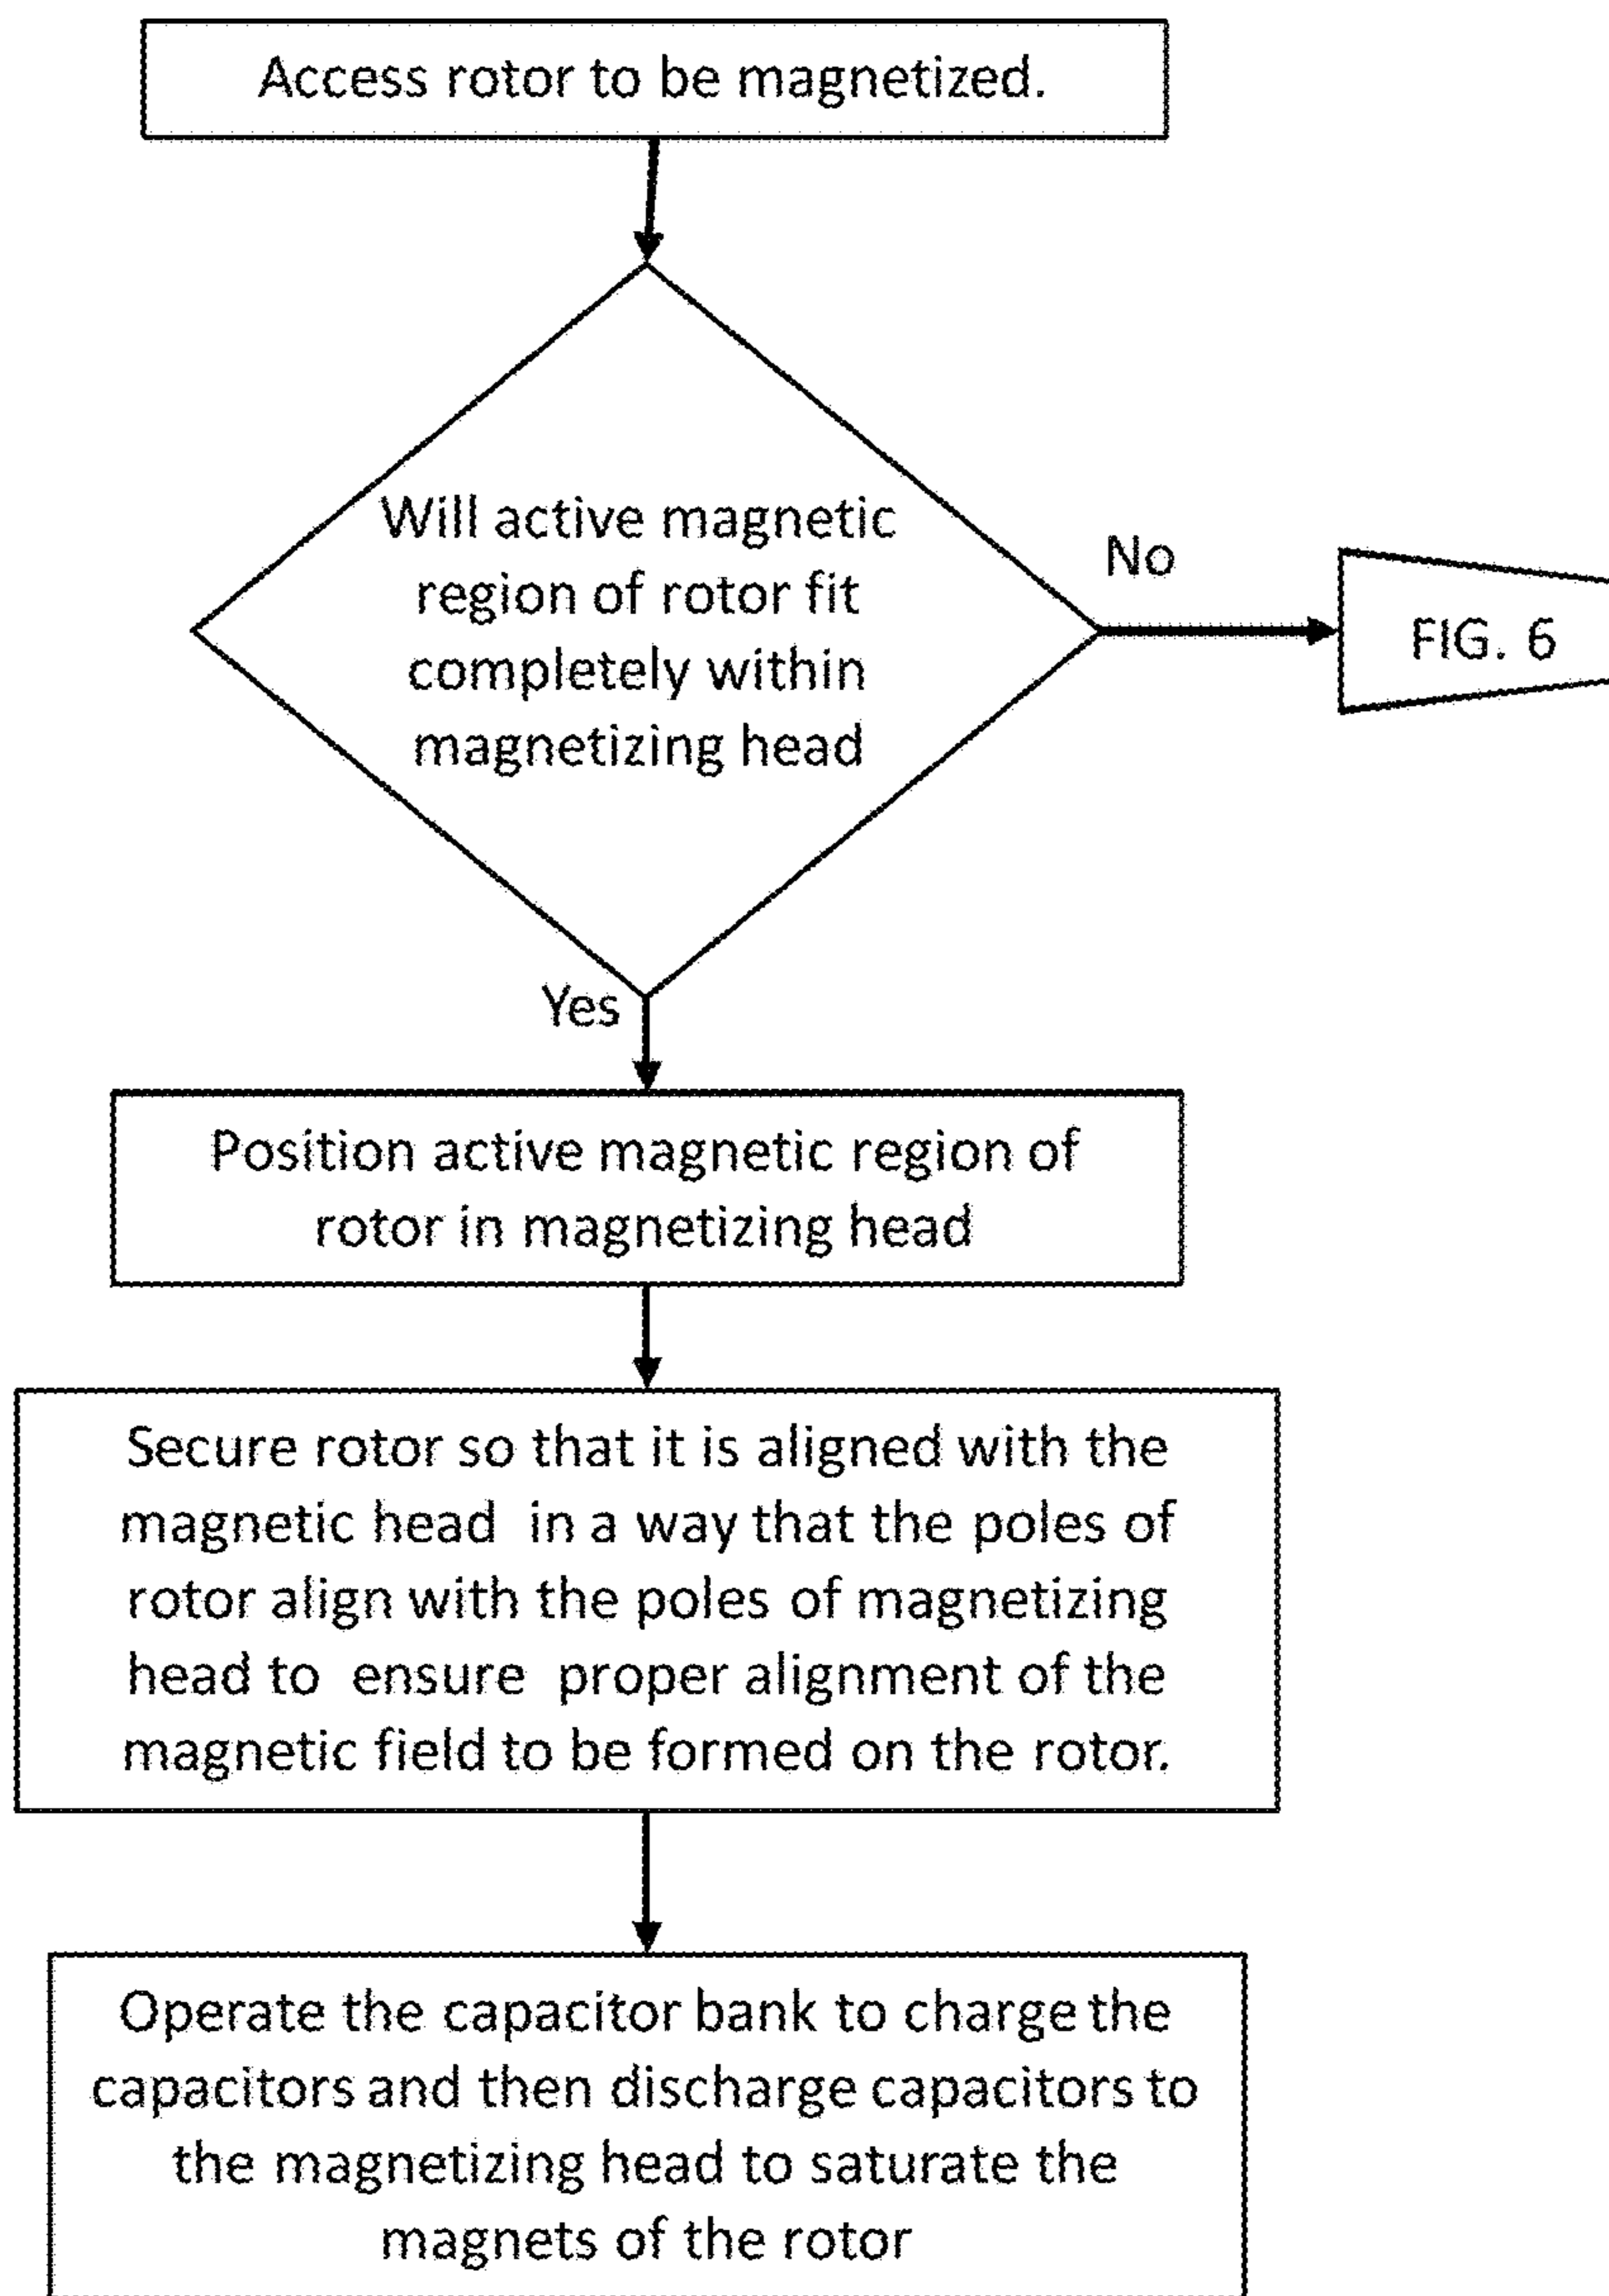 Access rotor to be magnetized.
Will active magnetic
region of rotor fit
completely within
magnetizing head
No
FIG. 6
Yes
Position active magnetic region of
rotor in magnetizing head
Secure rotor so that it is aligned with the
magnetic head in a way that the poles of
rotor align with the poles of magnetizing
head to ensure proper alignment of the
magnetic field to be formed on the rotor.
Operate the capacitor bank to charge the
capacitors and then discharge capacitors to
the magnetizing head to saturate the
magnets of the rotor